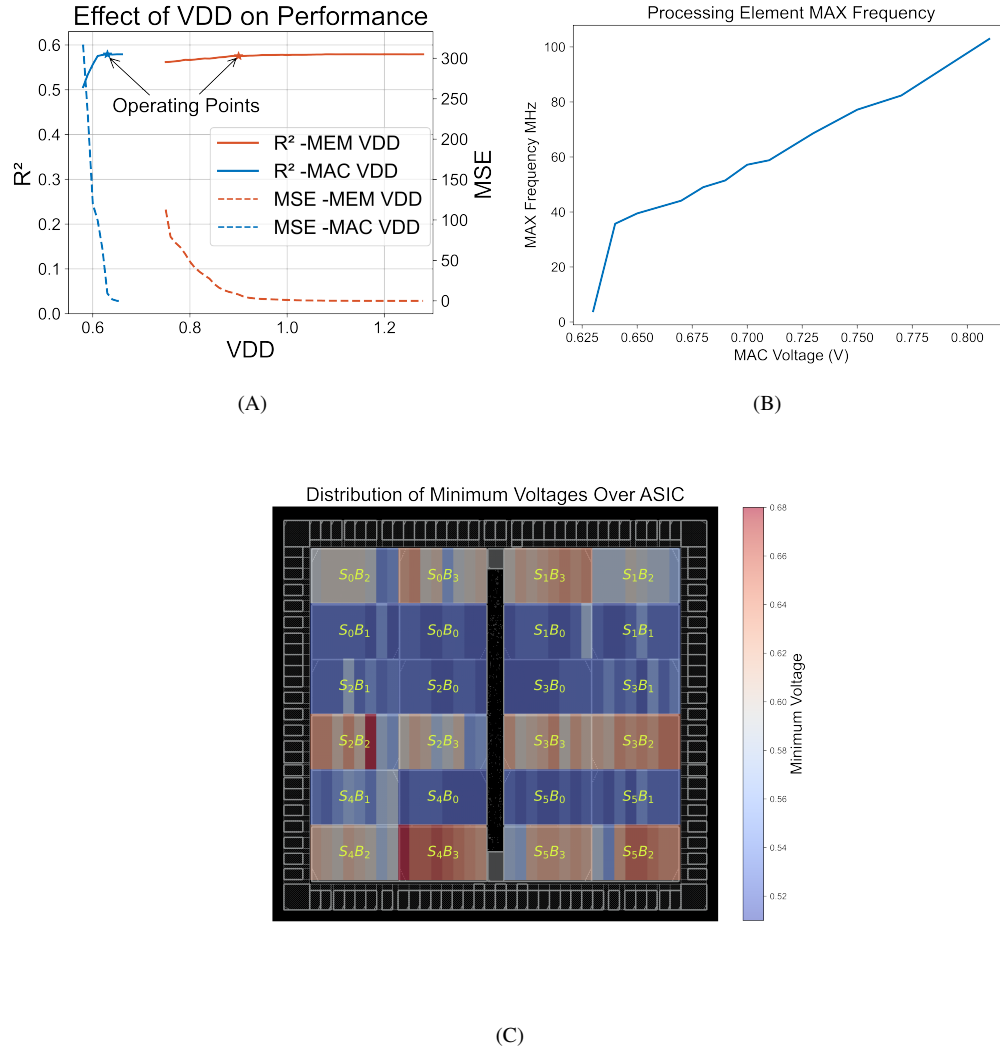 Effect of VDD on Performance
0.6
0.5
0.4
0.3
0.2
0.1
0.0
R²
300
250
200
150
100
50
0
MSE
Operating Points
R² -MEM VDD
R² -MAC VDD
MSE -MEM VDD
MSE -MAC VDD
0.6 0.8 1.0 1.2
VDD
(A)
Processing Element MAX Frequency
100
80
60
40
20
0
MAX Frequency MHz
0.625 0.650 0.675 0.700 0.725 0.750 0.775 0.800
MAC Voltage (V)
(B)
Distribution of Minimum Voltages Over ASIC
S₀B₂ S₀B₃ S₁B₃ S₁B₂
S₀B₁ S₀B₀ S₁B₀ S₁B₁
S₂B₁ S₂B₀ S₃B₀ S₃B₁
S₂B₂ S₂B₃ S₃B₃ S₃B₂
S₄B₁ S₄B₀ S₅B₀ S₅B₁
S₄B₂ S₄B₃ S₅B₃ S₅B₂
0.68
0.66
0.64
0.62
0.60
0.58
0.56
0.54
0.52
Minimum Voltage
(C)